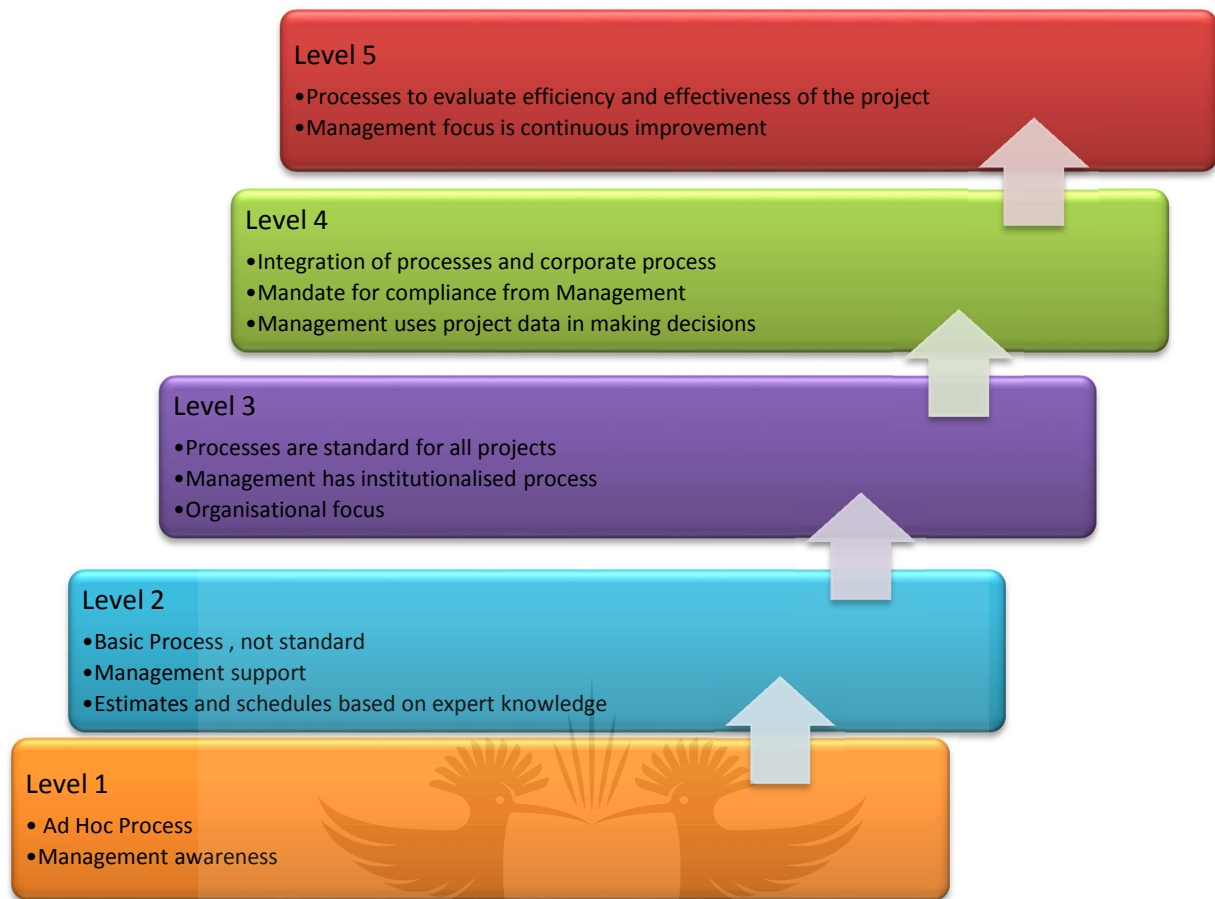 Level 5
•Processes to evaluate efficiency and effectiveness of the project
•Management focus is continuous improvement
Level 4
•Integration of processes and corporate process
•Mandate for compliance from Management
•Management uses project data in making decisions
Level 3
•Processes are standard for all projects
•Management has institutionalised process
•Organisational focus
Level 2
•Basic Process , not standard
•Management support
•Estimates and schedules based on expert knowledge
Level 1
• Ad Hoc Process
•Management awareness